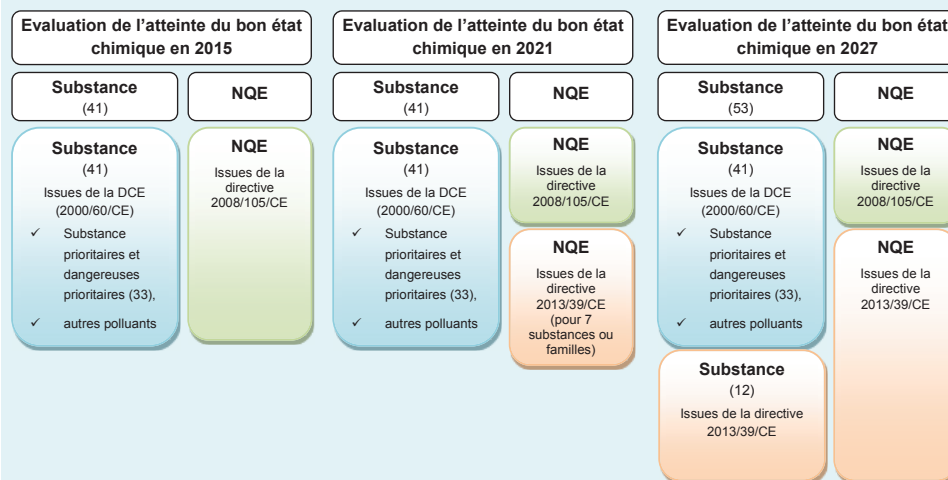 Evaluation de l'atteinte du bon état
chimique en 2015
Substance
(41)
NQE
Substance
(41)
Issues de la DCE
(2000/60/CE)
✓ Substance
prioritaires et
dangereuses
prioritaires (33),
✓ autres polluants
NQE
Issues de la
directive
2008/105/CE
Evaluation de l'atteinte du bon état
chimique en 2021
Substance
(41)
NQE
Substance
(41)
Issues de la DCE
(2000/60/CE)
✓ Substance
prioritaires et
dangereuses
prioritaires (33),
✓ autres polluants
NQE
Issues de la
directive
2008/105/CE
NQE
Issues de la
directive
2013/39/CE
(pour 7
substances ou
familles)
Evaluation de l'atteinte du bon état
chimique en 2027
Substance
(53)
NQE
Substance
(41)
Issues de la DCE
(2000/60/CE)
✓ Substance
prioritaires et
dangereuses
prioritaires (33),
✓ autres polluants
Substance
(12)
Issues de la directive
2013/39/CE
NQE
Issues de la
directive
2008/105/CE
NQE
Issues de la
directive
2013/39/CE